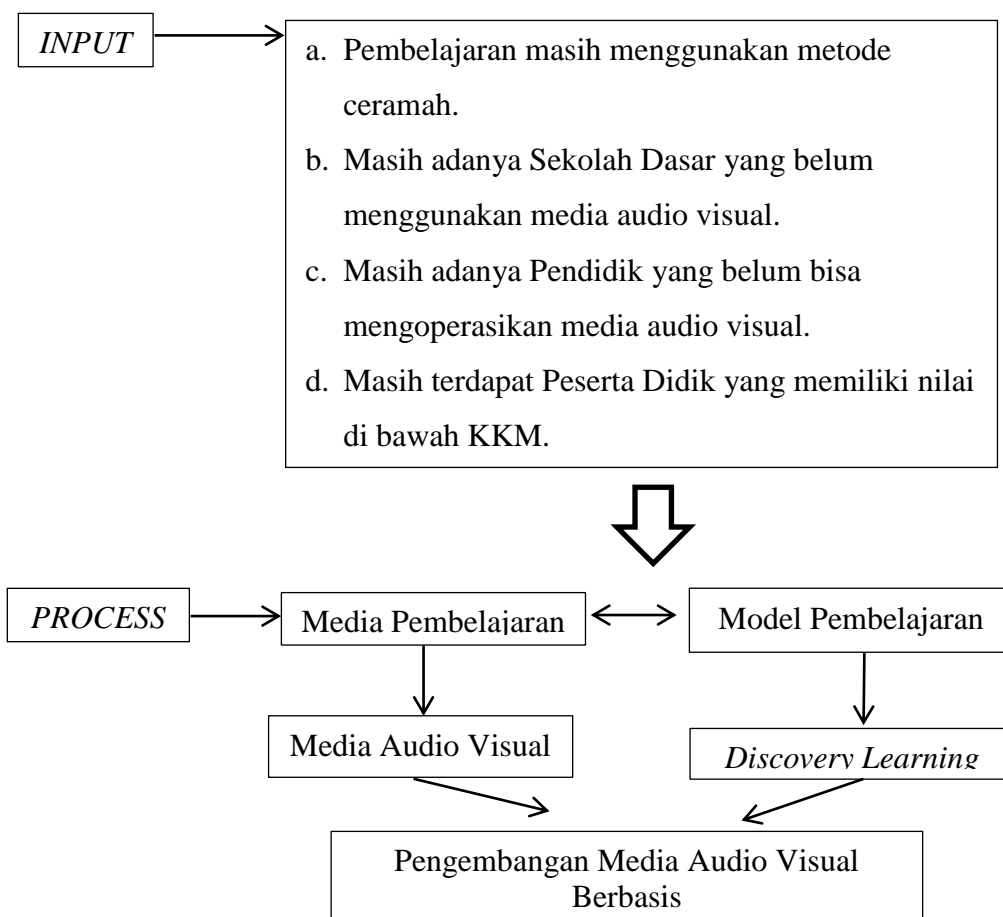 INPUT
a. Pembelajaran masih menggunakan metode
ceramah.
b. Masih adanya Sekolah Dasar yang belum
menggunakan media audio visual.
c. Masih adanya Pendidik yang belum bisa
mengoperasikan media audio visual.
d. Masih terdapat Peserta Didik yang memiliki nilai
di bawah KKM.
PROCESS
Media Pembelajaran
Model Pembelajaran
Media Audio Visual
Discovery Learning
Pengembangan Media Audio Visual
Berbasis